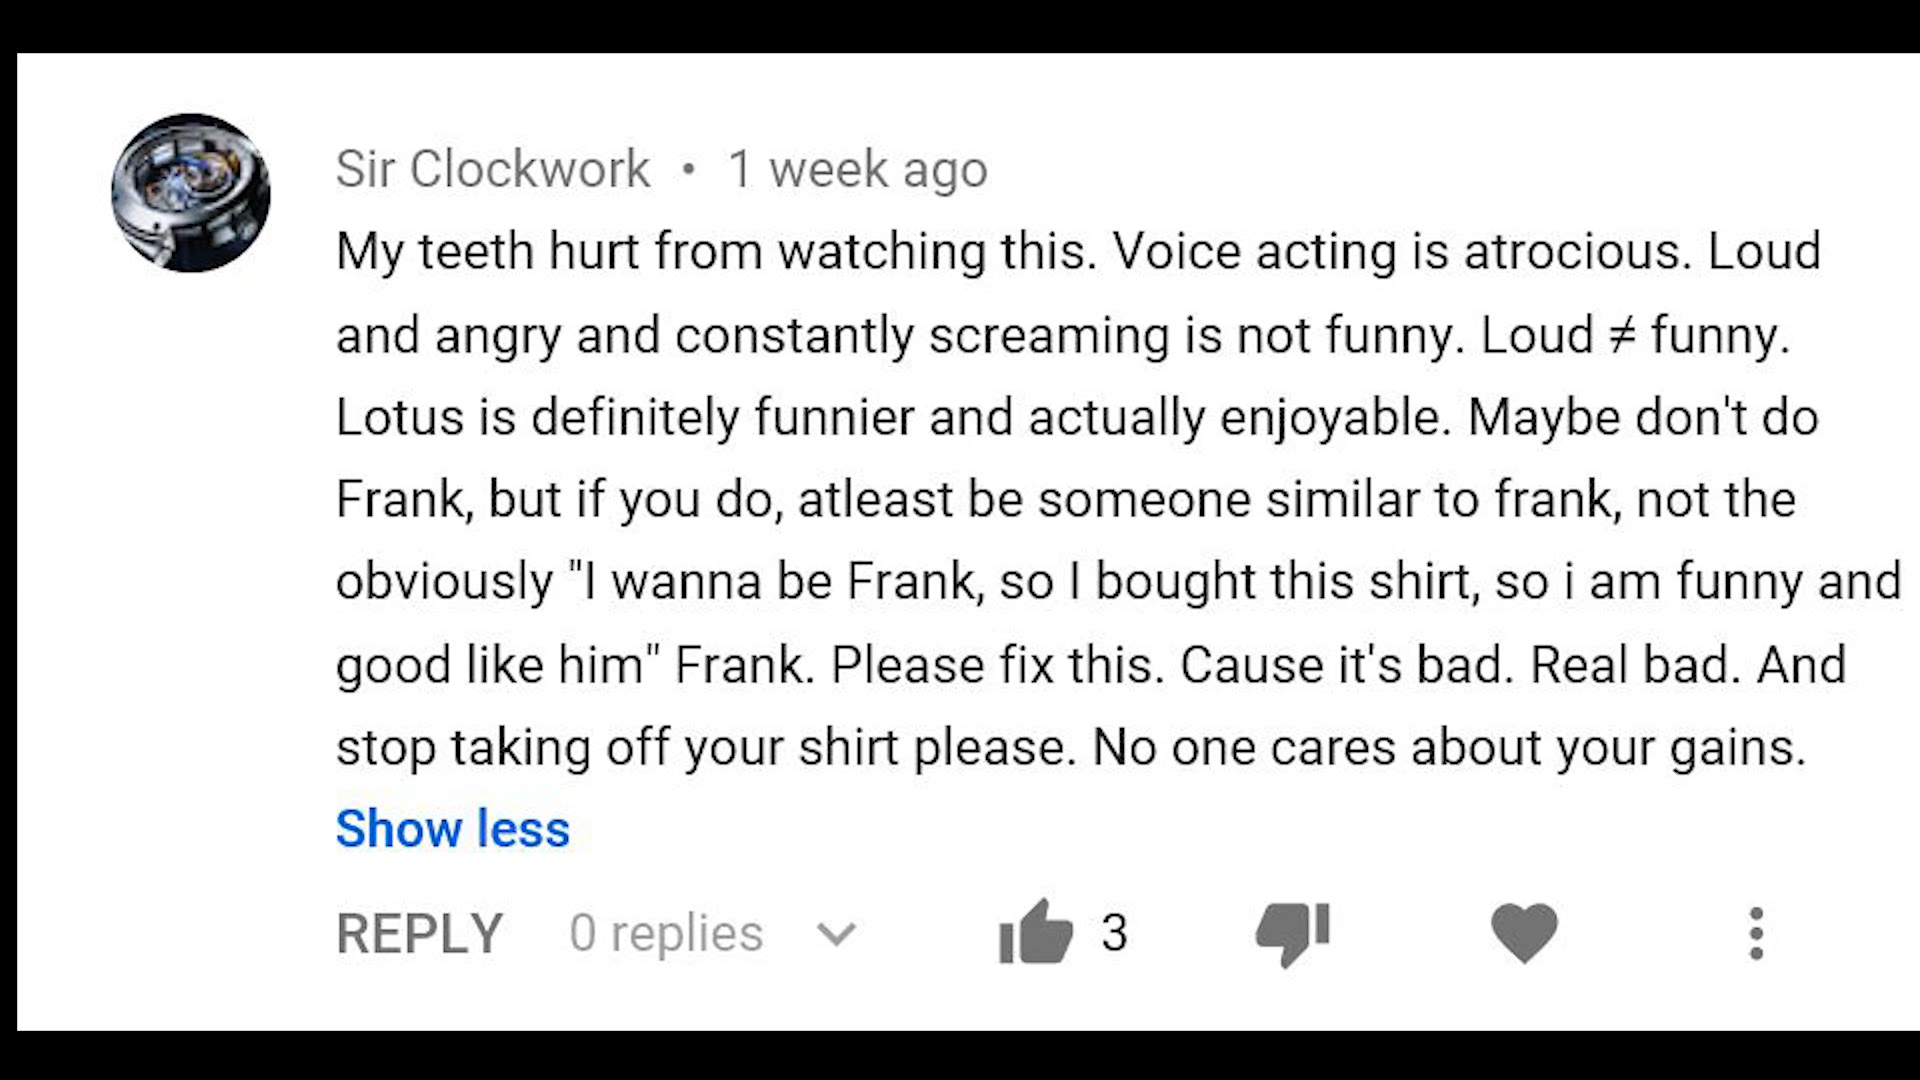 Sir Clockwork • 1 week ago
My teeth hurt from watching this. Voice acting is atrocious. Loud
and angry and constantly screaming is not funny. Loud ≠ funny.
Lotus is definitely funnier and actually enjoyable. Maybe don't do
Frank, but if you do, atleast be someone similar to frank, not the
obviously "I wanna be Frank, so I bought this shirt, so i am funny and
good like him" Frank. Please fix this. Cause it's bad. Real bad. And
stop taking off your shirt please. No one cares about your gains.
Show less
REPLY 0 replies 3